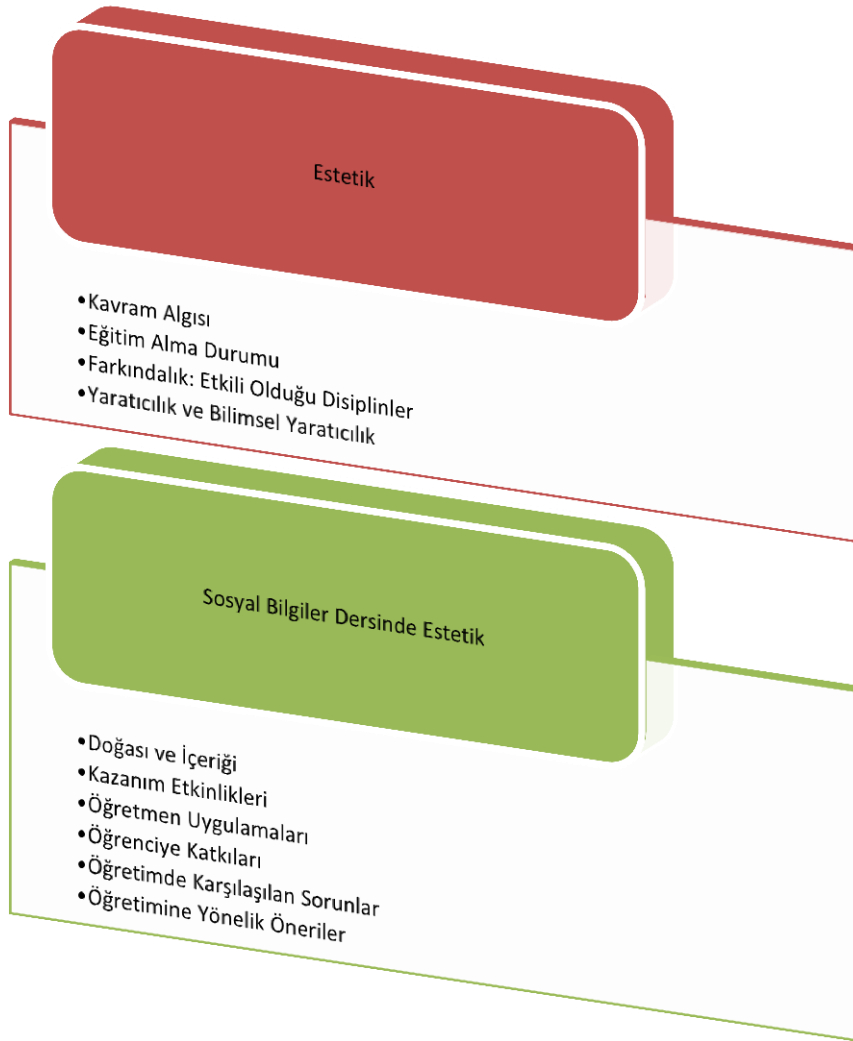 Estetik
•Kavram Algısı
•Eğitim Alma Durumu
•Farkındalık: Etkili Olduğu Disiplinler
•Yaratıcılık ve Bilimsel Yaratıcılık
Sosyal Bilgiler Dersinde Estetik
•Doğası ve İçeriği
•Kazanım Etkinlikleri
•Öğretmen Uygulamaları
•Öğrenciye Katkıları
•Öğretimde Karşılaşılan Sorunlar
•Öğretimine Yönelik Öneriler